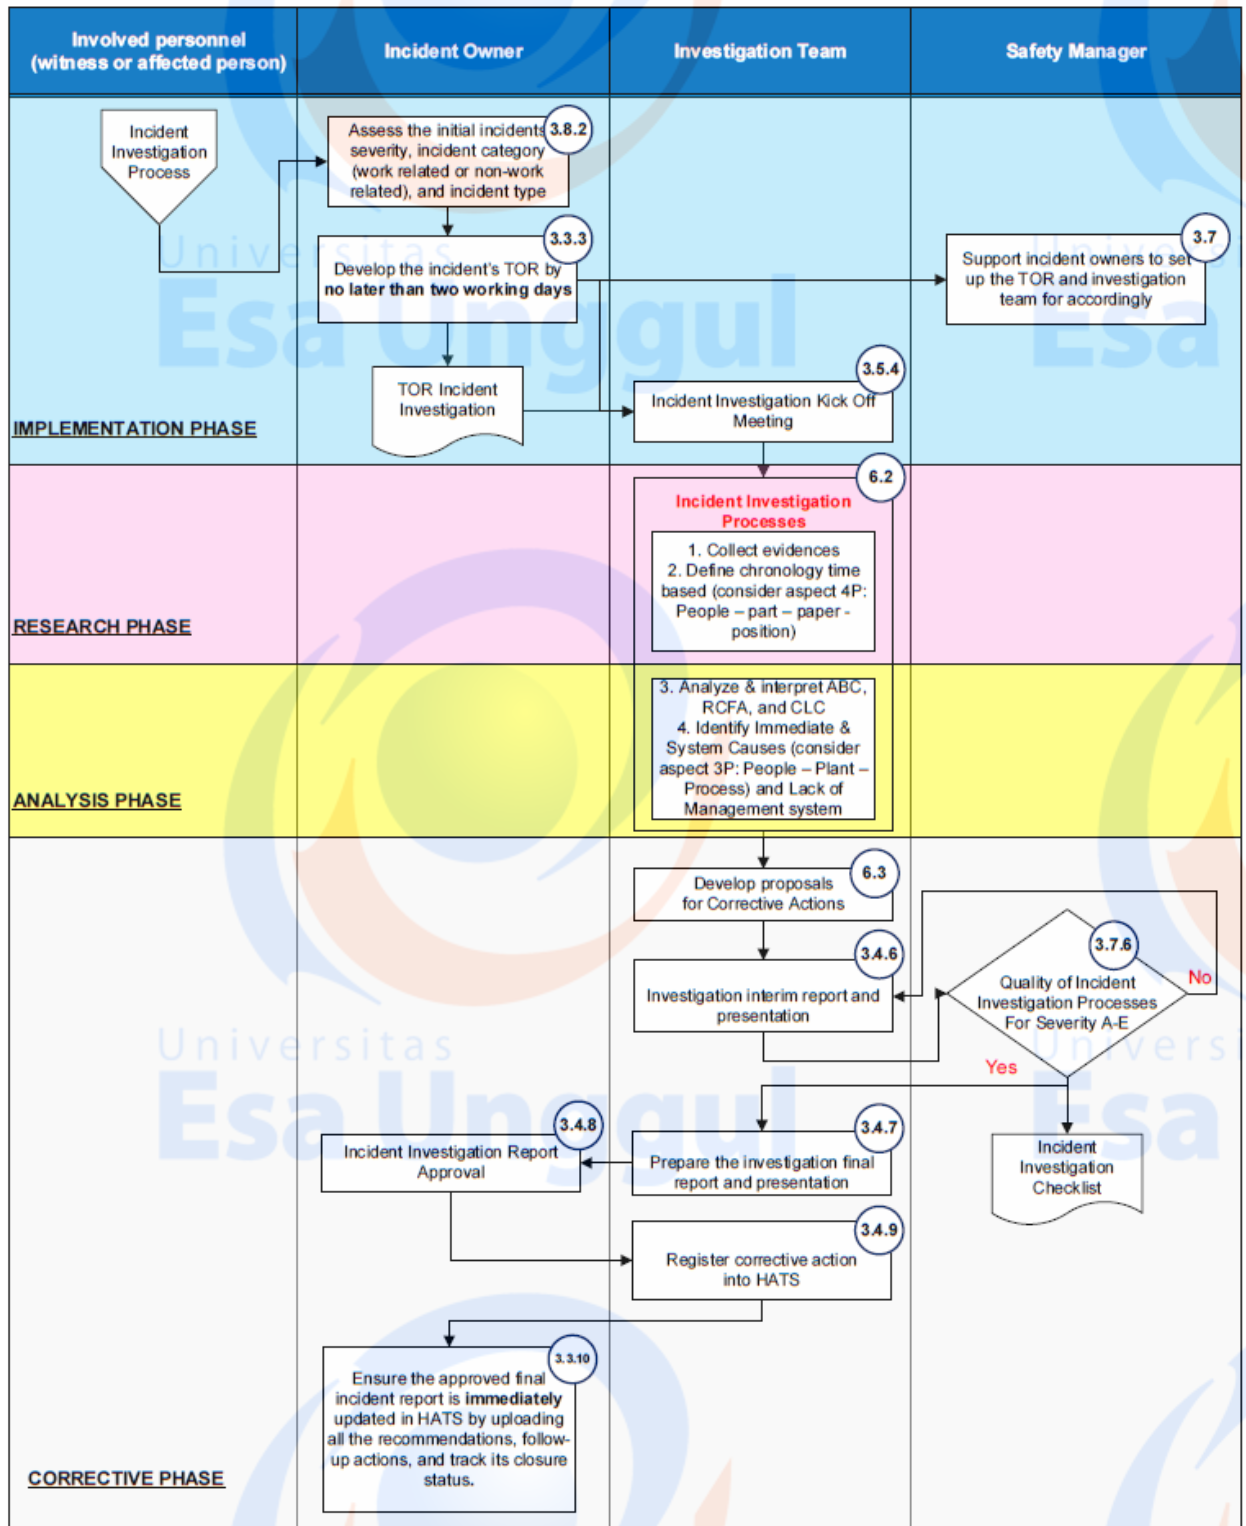 Involved personnel
(witness or affected person)
Incident Owner
Investigation Team
Safety Manager
Incident
Investigation
Process
3.8.2
Assess the initial incidents
severity, incident category
(work related or non-work
related), and incident type
3.3.3
Develop the incident's TOR by
no later than two working days
3.7
Support incident owners to set
up the TOR and investigation
team for accordingly
TOR Incident
Investigation
3.5.4
Incident Investigation Kick Off
Meeting
IMPLEMENTATION PHASE
Universitas
Esa Unggul
Un
Esa
6.2
Incident Investigation
Processes
1. Collect evidences
2. Define chronology time
based (consider aspect 4P:
People – part – paper -
position)
RESEARCH PHASE
3. Analyze & interpret ABC,
RCFA, and CLC
4. Identify Immediate &
System Causes (consider
aspect 3P: People – Plant –
Process) and Lack of
Management system
ANALYSIS PHASE
6.3
Develop proposals
for Corrective Actions
3.4.6
Investigation interim report and
presentation
3.7.6
Quality of Incident
Investigation Processes
For Severity A-E
No
Yes
Universitas
Esa Unggul
Universi
Esa
3.4.8
Incident Investigation Report
Approval
3.4.7
Prepare the investigation final
report and presentation
Incident
Investigation
Checklist
3.4.9
Register corrective action
into HATS
3.3.10
Ensure the approved final
incident report is immediately
updated in HATS by uploading
all the recommendations, follow-
up actions, and track its closure
status.
CORRECTIVE PHASE